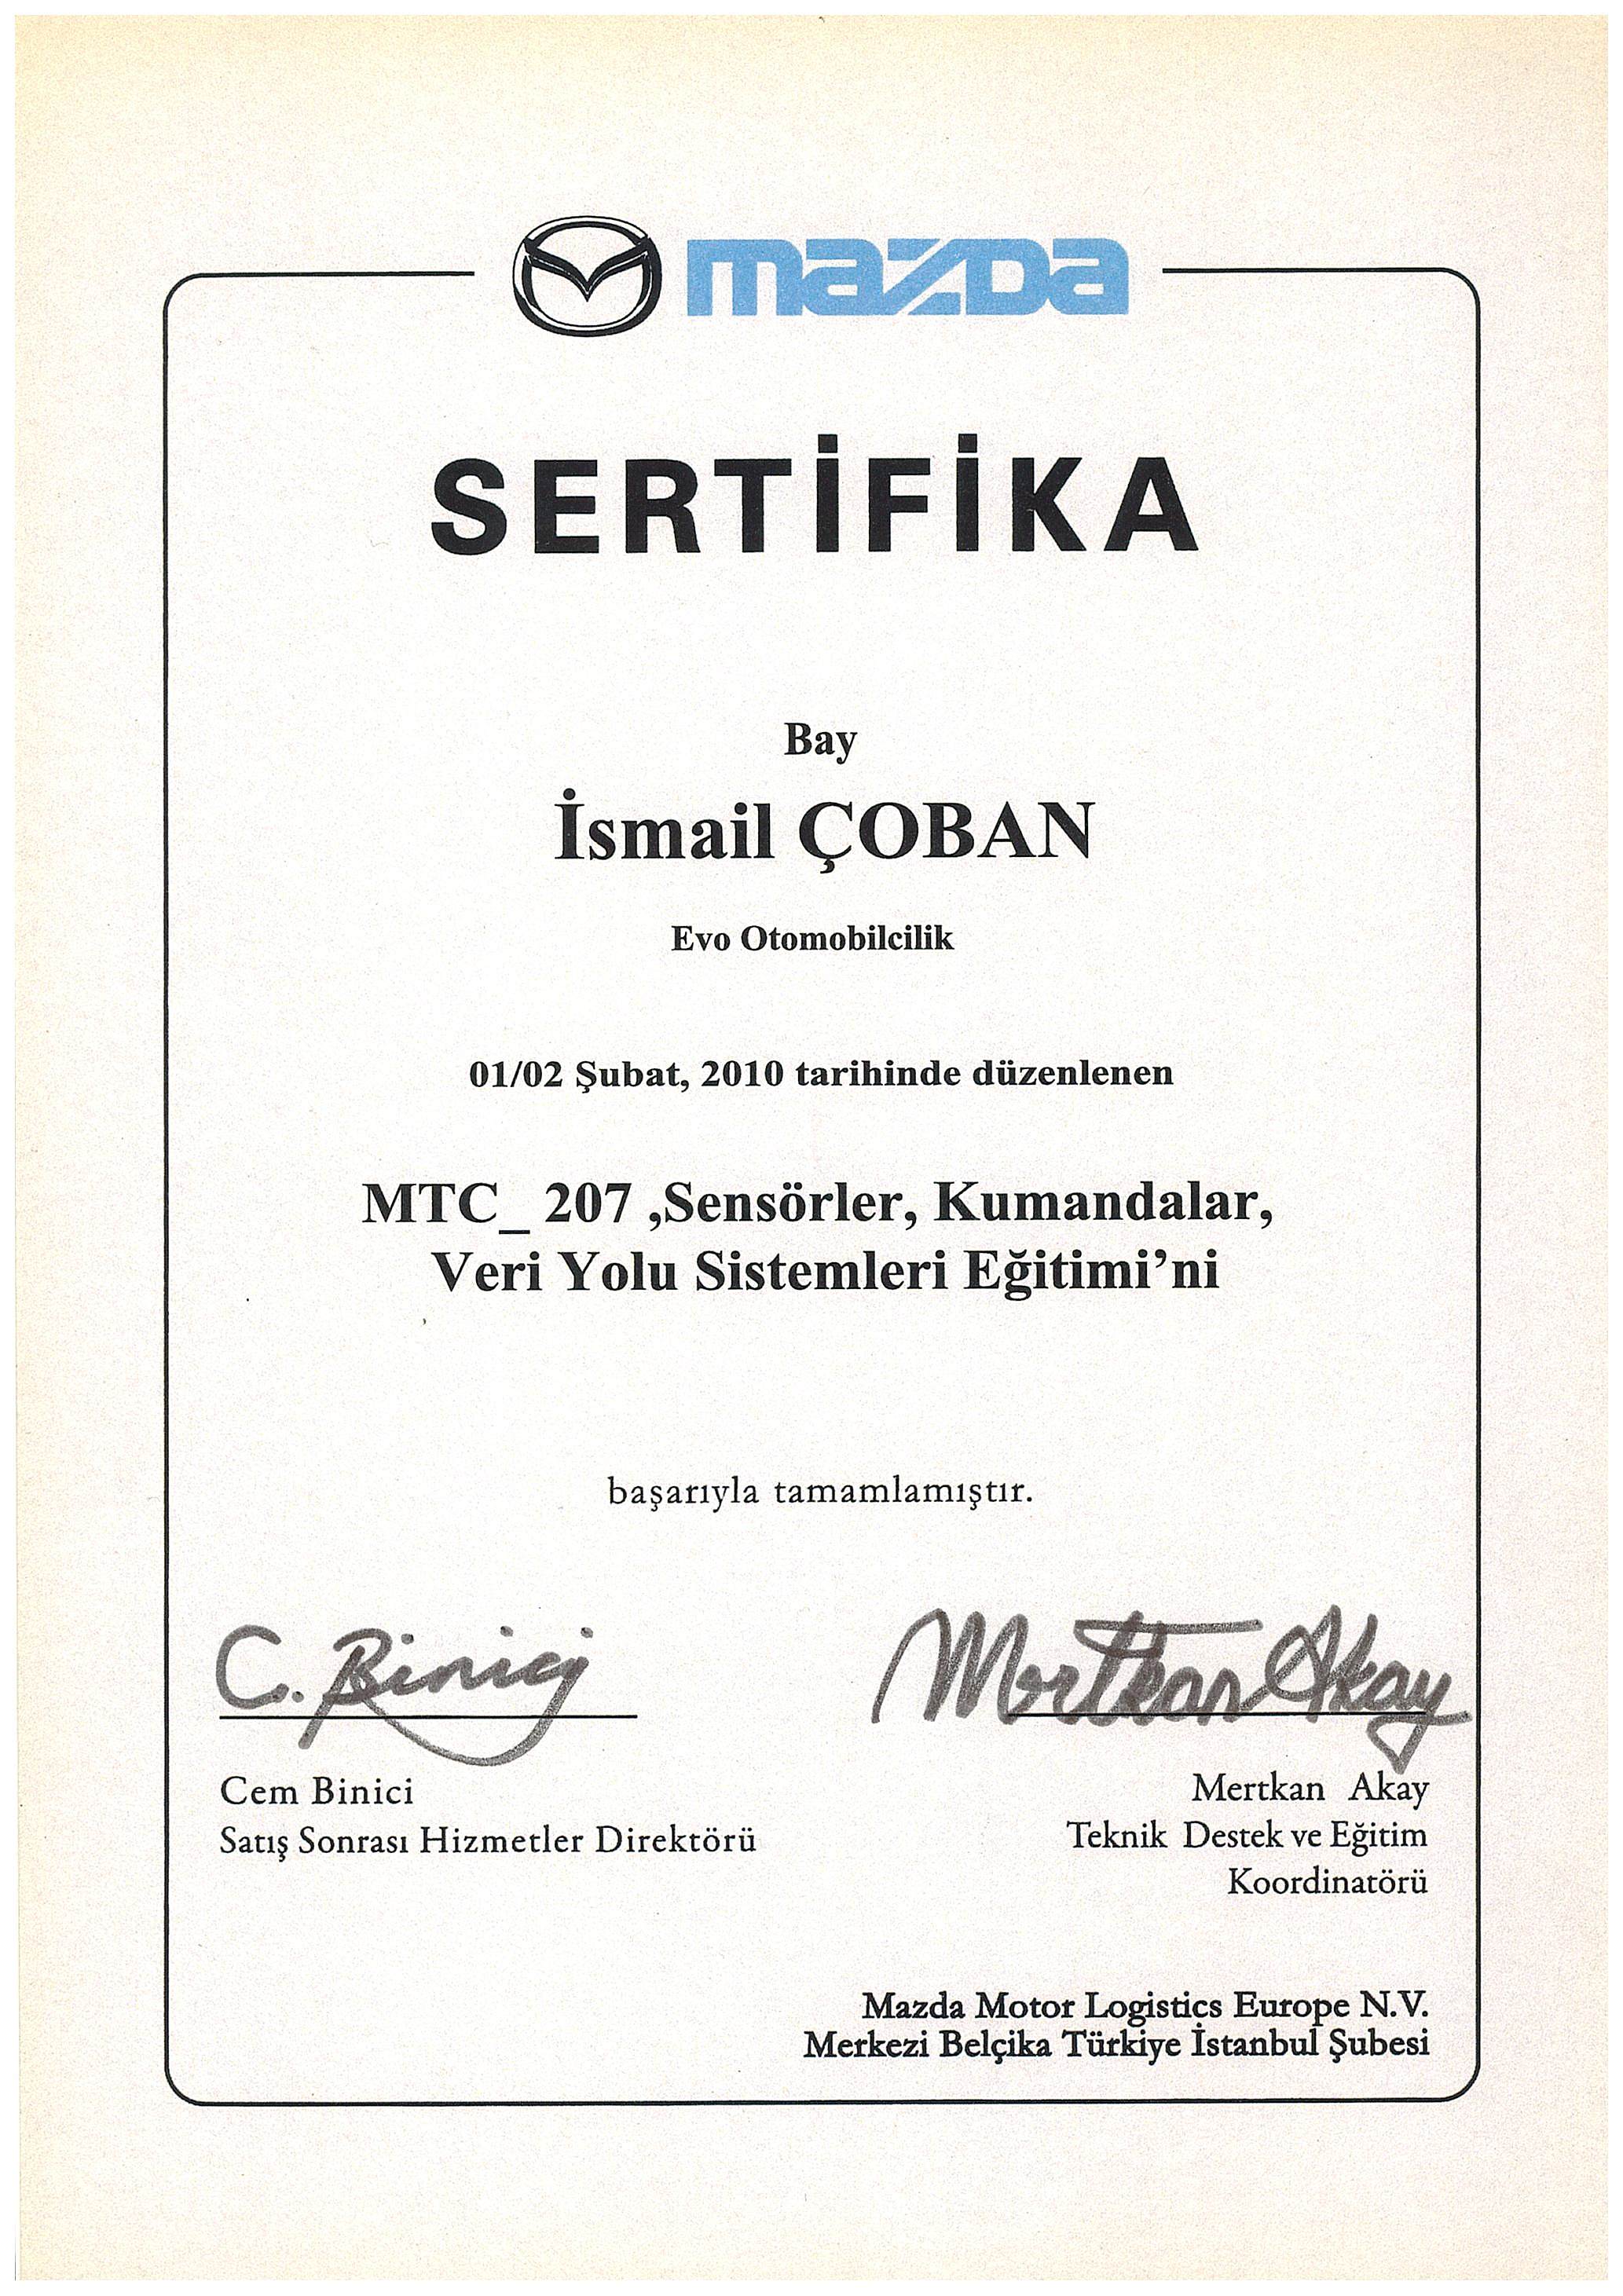 mazda
SERTİFİKA
Bay
İsmail ÇOBAN
Evo Otomobilcilik
01/02 Şubat, 2010 tarihinde düzenlenen
MTC_ 207 ,Sensörler, Kumandalar,
Veri Yolu Sistemleri Eğitimi’ni
başarıyla tamamlamıştır.
C. Binici
Mertkan Akay
Cem Binici
Satış Sonrası Hizmetler Direktörü
Mertkan Akay
Teknik Destek ve Eğitim
Koordinatörü
Mazda Motor Logistics Europe N.V.
Merkezi Belçika Türkiye İstanbul Şubesi